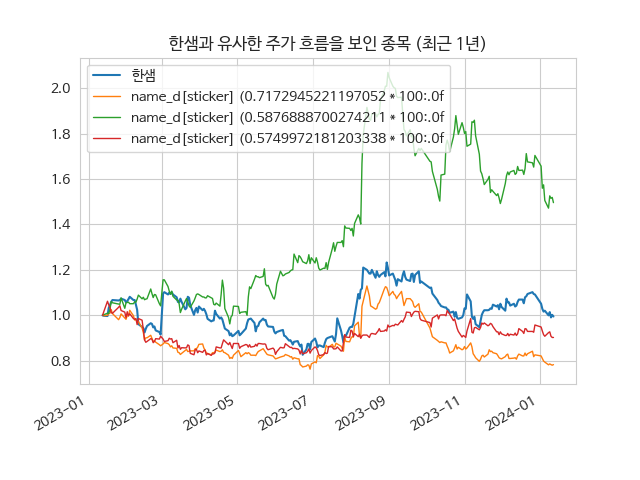 한샘과 유사한 주가 흐름을 보인 종목 (최근 1년)
한샘
name_d[sticker] (0.7172945221197052 * 100:.0f
name_d[sticker] (0.5876888700274211 * 100:.0f
name_d[sticker] (0.5749972181203338 * 100:.0f
2.0
1.8
1.6
1.4
1.2
1.0
0.8
2023-01
2023-03
2023-05
2023-07
2023-09
2023-11
2024-01